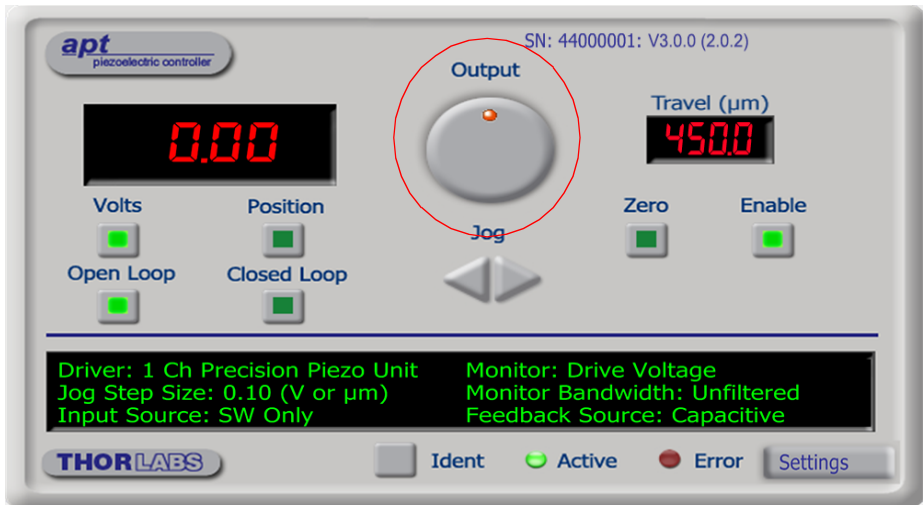 apt
piezoelectric controller
SN: 44000001: V3.0.0 (2.0.2)
Output
Travel (µm)
0.00
450.0
Volts
Position
Zero
Enable
Jog
Open Loop
Closed Loop
Driver: 1 Ch Precision Piezo Unit
Jog Step Size: 0.10 (V or µm)
Input Source: SW Only
Monitor: Drive Voltage
Monitor Bandwidth: Unfiltered
Feedback Source: Capacitive
THORLABS
Ident
Active
Error
Settings